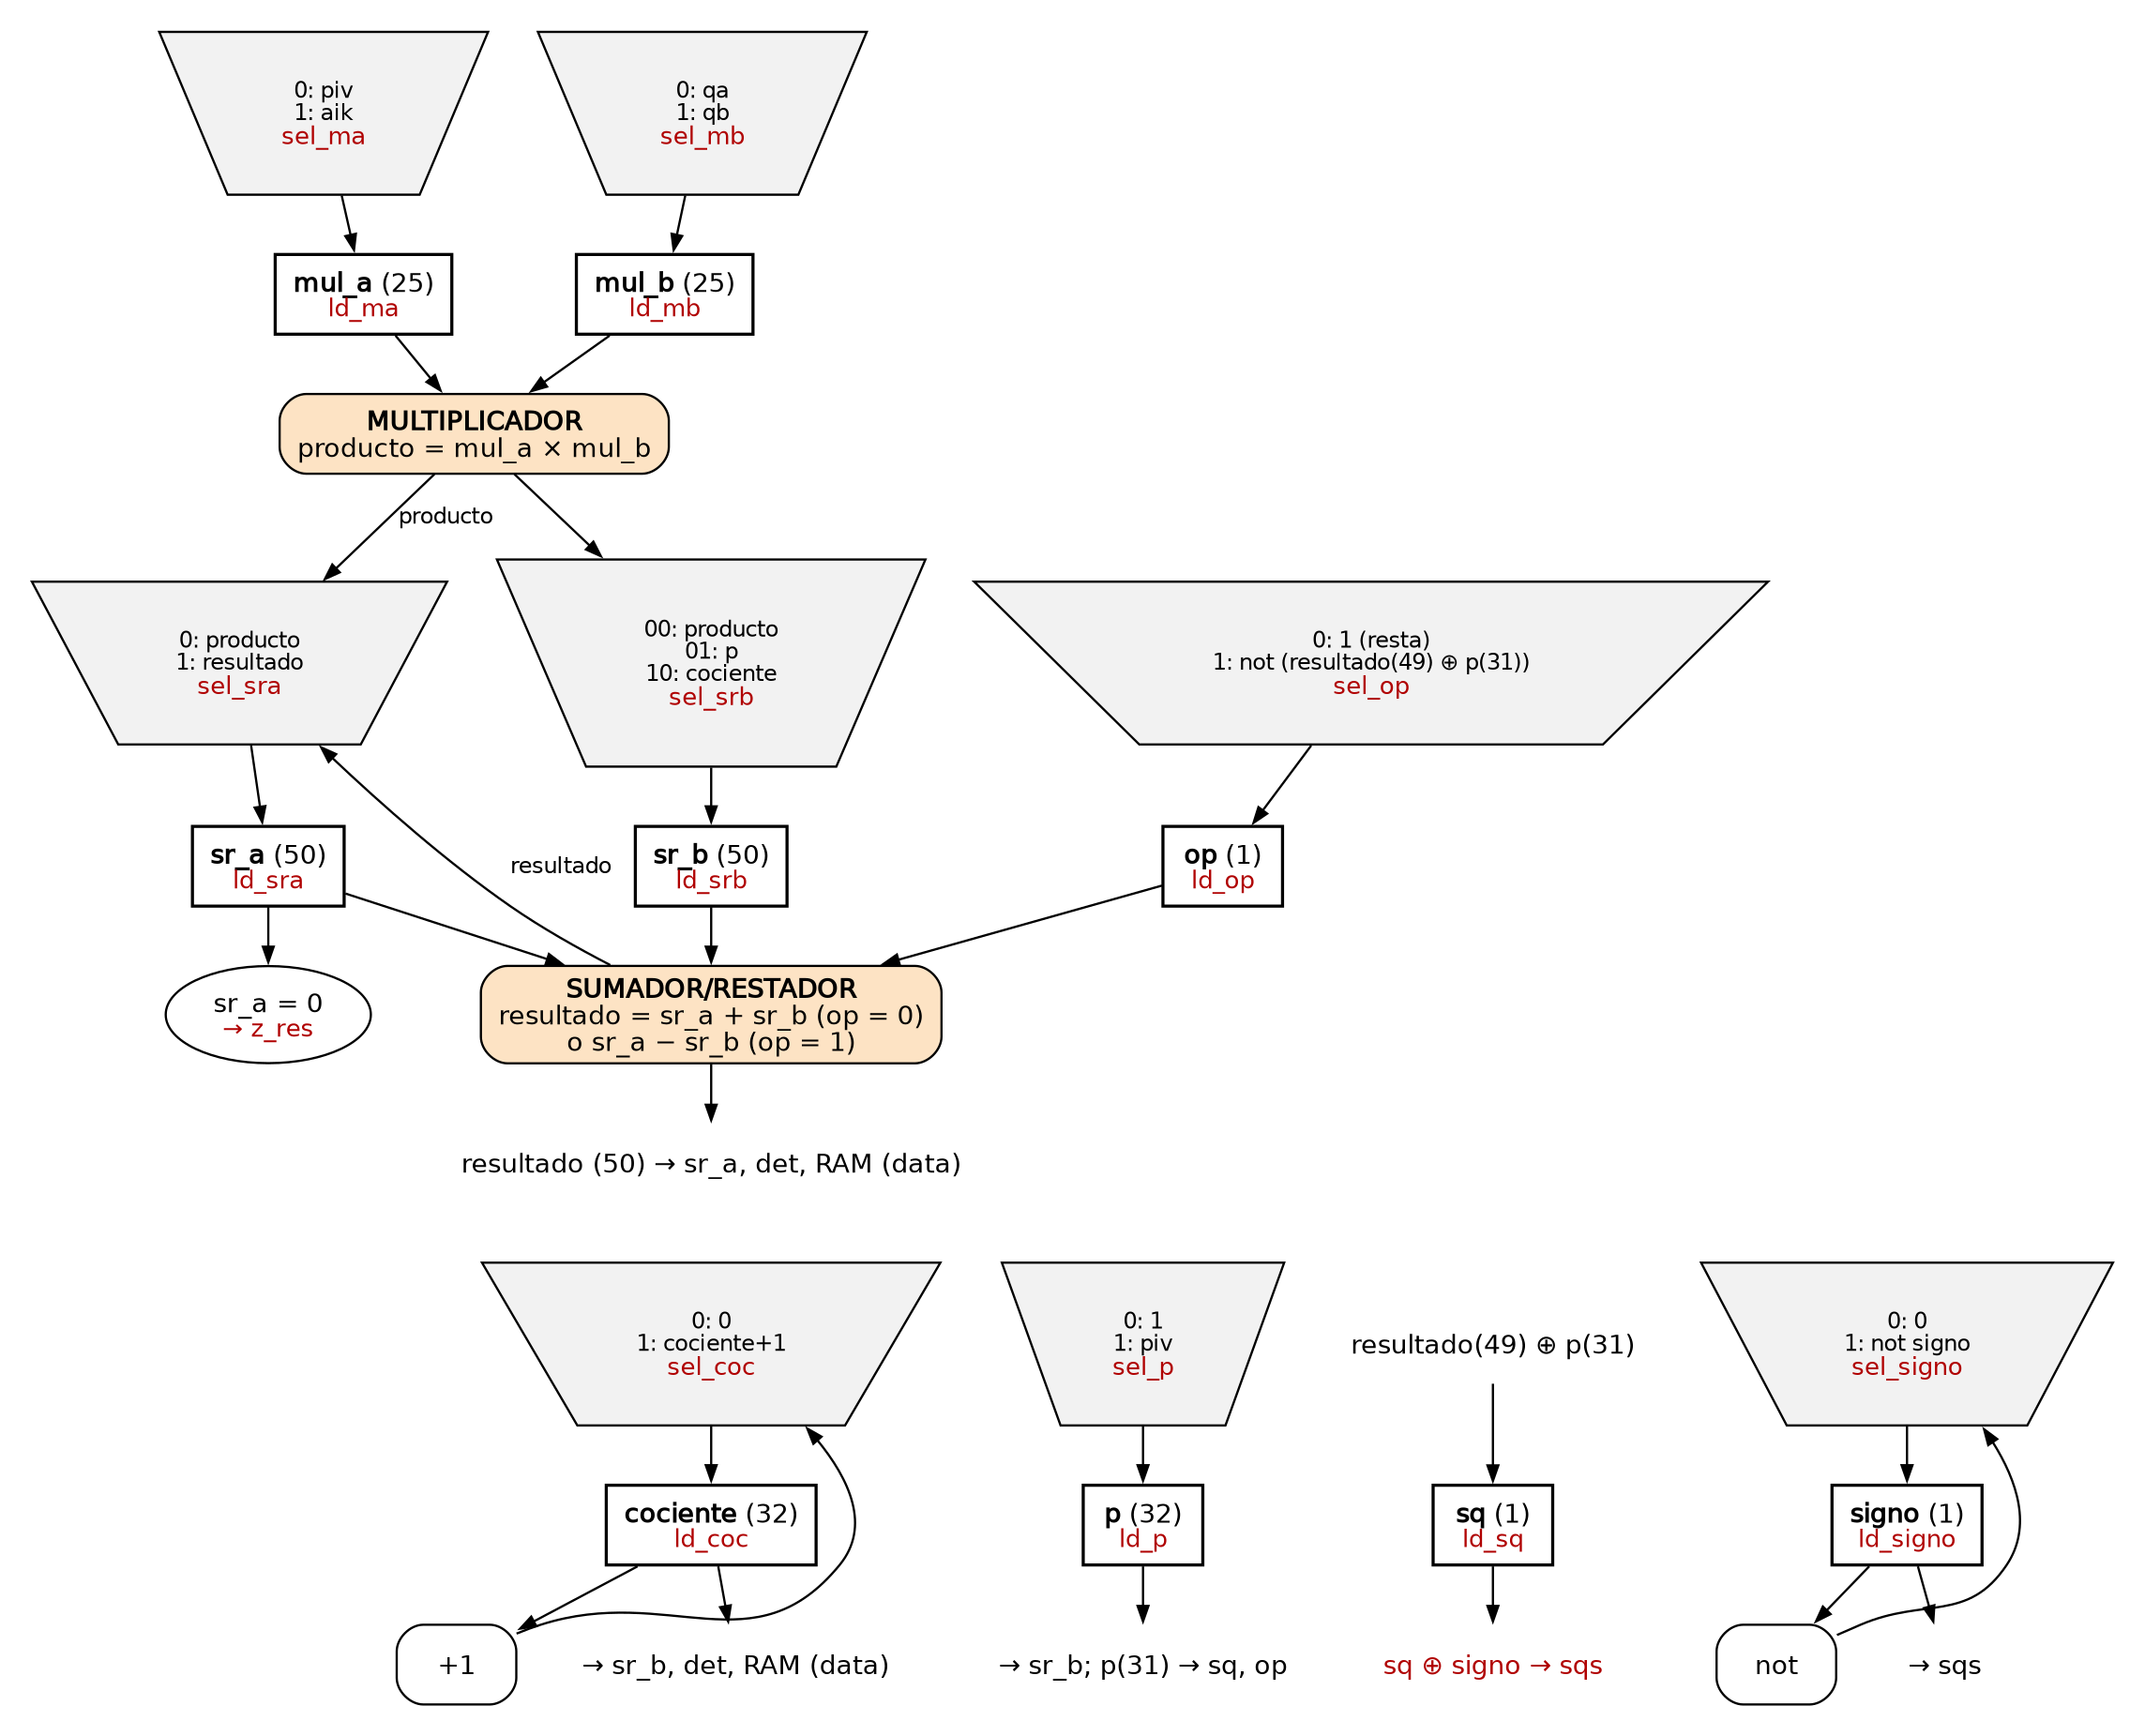 0: piv
1: aik
sel_ma
0: qa
1: qb
sel_mb
mul_a (25)
ld_ma
mul_b (25)
ld_mb
MULTIPLICADOR
producto = mul_a × mul_b
producto
0: producto
1: resultado
sel_sra
00: producto
01: p
10: cociente
sel_srb
0: 1 (resta)
1: not (resultado(49) ⊕ p(31))
sel_op
sr_a (50)
ld_sra
resultado
sr_b (50)
ld_srb
op (1)
ld_op
sr_a = 0
→ z_res
SUMADOR/RESTADOR
resultado = sr_a + sr_b (op = 0)
o sr_a − sr_b (op = 1)
resultado (50) → sr_a, det, RAM (data)
0: 0
1: cociente+1
sel_coc
0: 1
1: piv
sel_p
resultado(49) ⊕ p(31)
0: 0
1: not signo
sel_signo
cociente (32)
ld_coc
p (32)
ld_p
sq (1)
ld_sq
signo (1)
ld_signo
+1
→ sr_b, det, RAM (data)
→ sr_b; p(31) → sq, op
sq ⊕ signo → sqs
not
→ sqs